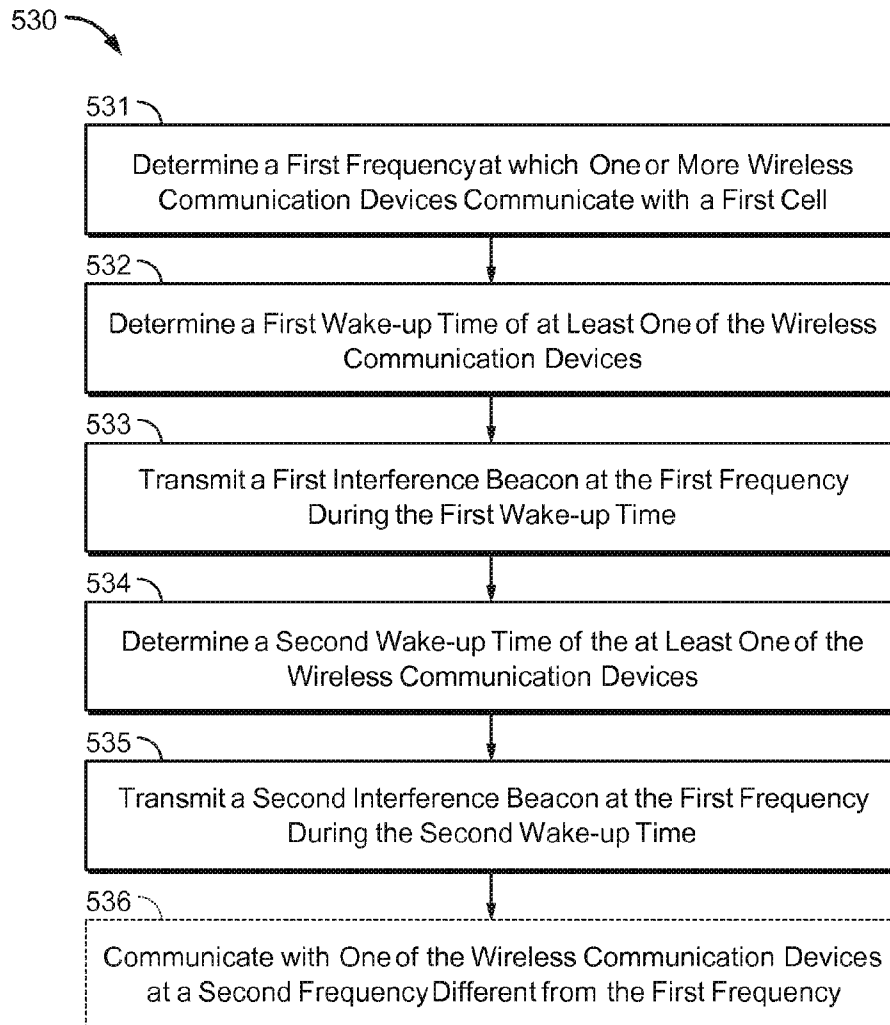 530
531
Determine a First Frequency at which One or More Wireless
Communication Devices Communicate with a First Cell
532
Determine a First Wake-up Time of at Least One of the Wireless
Communication Devices
533
Transmit a First Interference Beacon at the First Frequency
During the First Wake-up Time
534
Determine a Second Wake-up Time of the at Least One of the
Wireless Communication Devices
535
Transmit a Second Interference Beacon at the First Frequency
During the Second Wake-up Time
536
Communicate with One of the Wireless Communication Devices
at a Second Frequency Different from the First Frequency